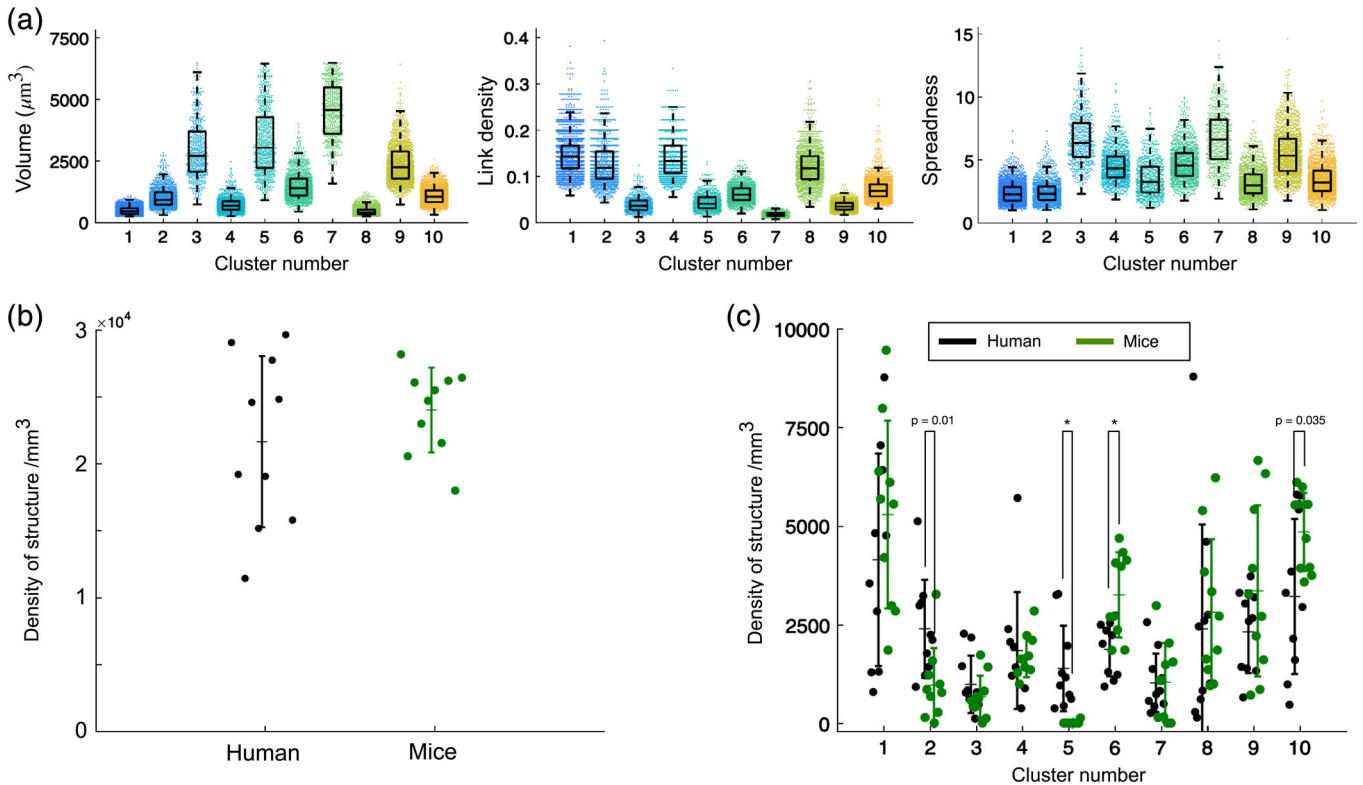 (a)
Volume (μm³)
7500
5000
2500
0
1 2 3 4 5 6 7 8 9 10
Cluster number
Link density
0.4
0.3
0.2
0.1
0
1 2 3 4 5 6 7 8 9 10
Cluster number
Spreadness
15
10
5
0
1 2 3 4 5 6 7 8 9 10
Cluster number
(b)
×10⁴
Density of structure /mm³
3
2
1
0
Human Mice
(c)
Density of structure /mm³
10000
7500
5000
2500
0
Human Mice
p = 0.01
*
*
p = 0.035
1 2 3 4 5 6 7 8 9 10
Cluster number